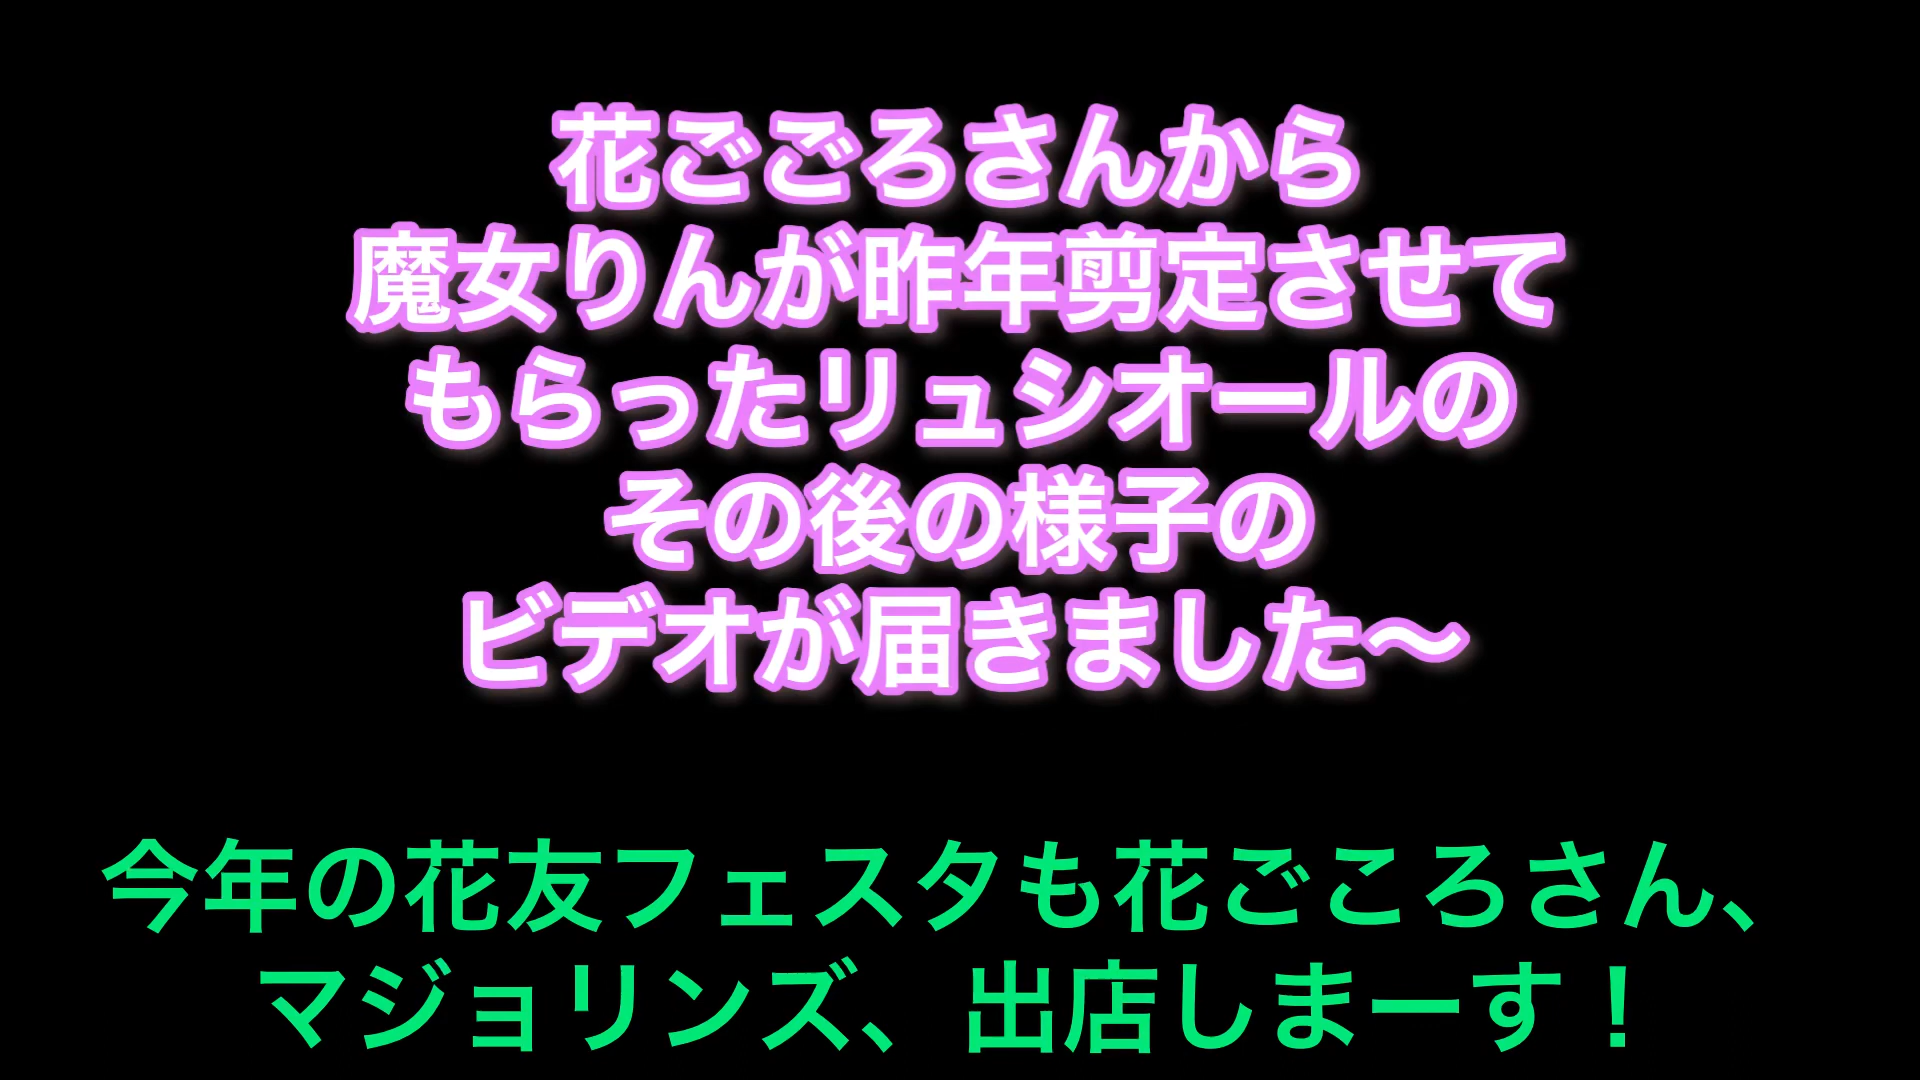 花ごごろさんから
魔女りんが昨年剪定させて
もらったリュシオールの
その後の様子の
ビデオが届きました〜
今年の花友フェスタも花ごころさん、
マジョリンズ、出店しまーす！